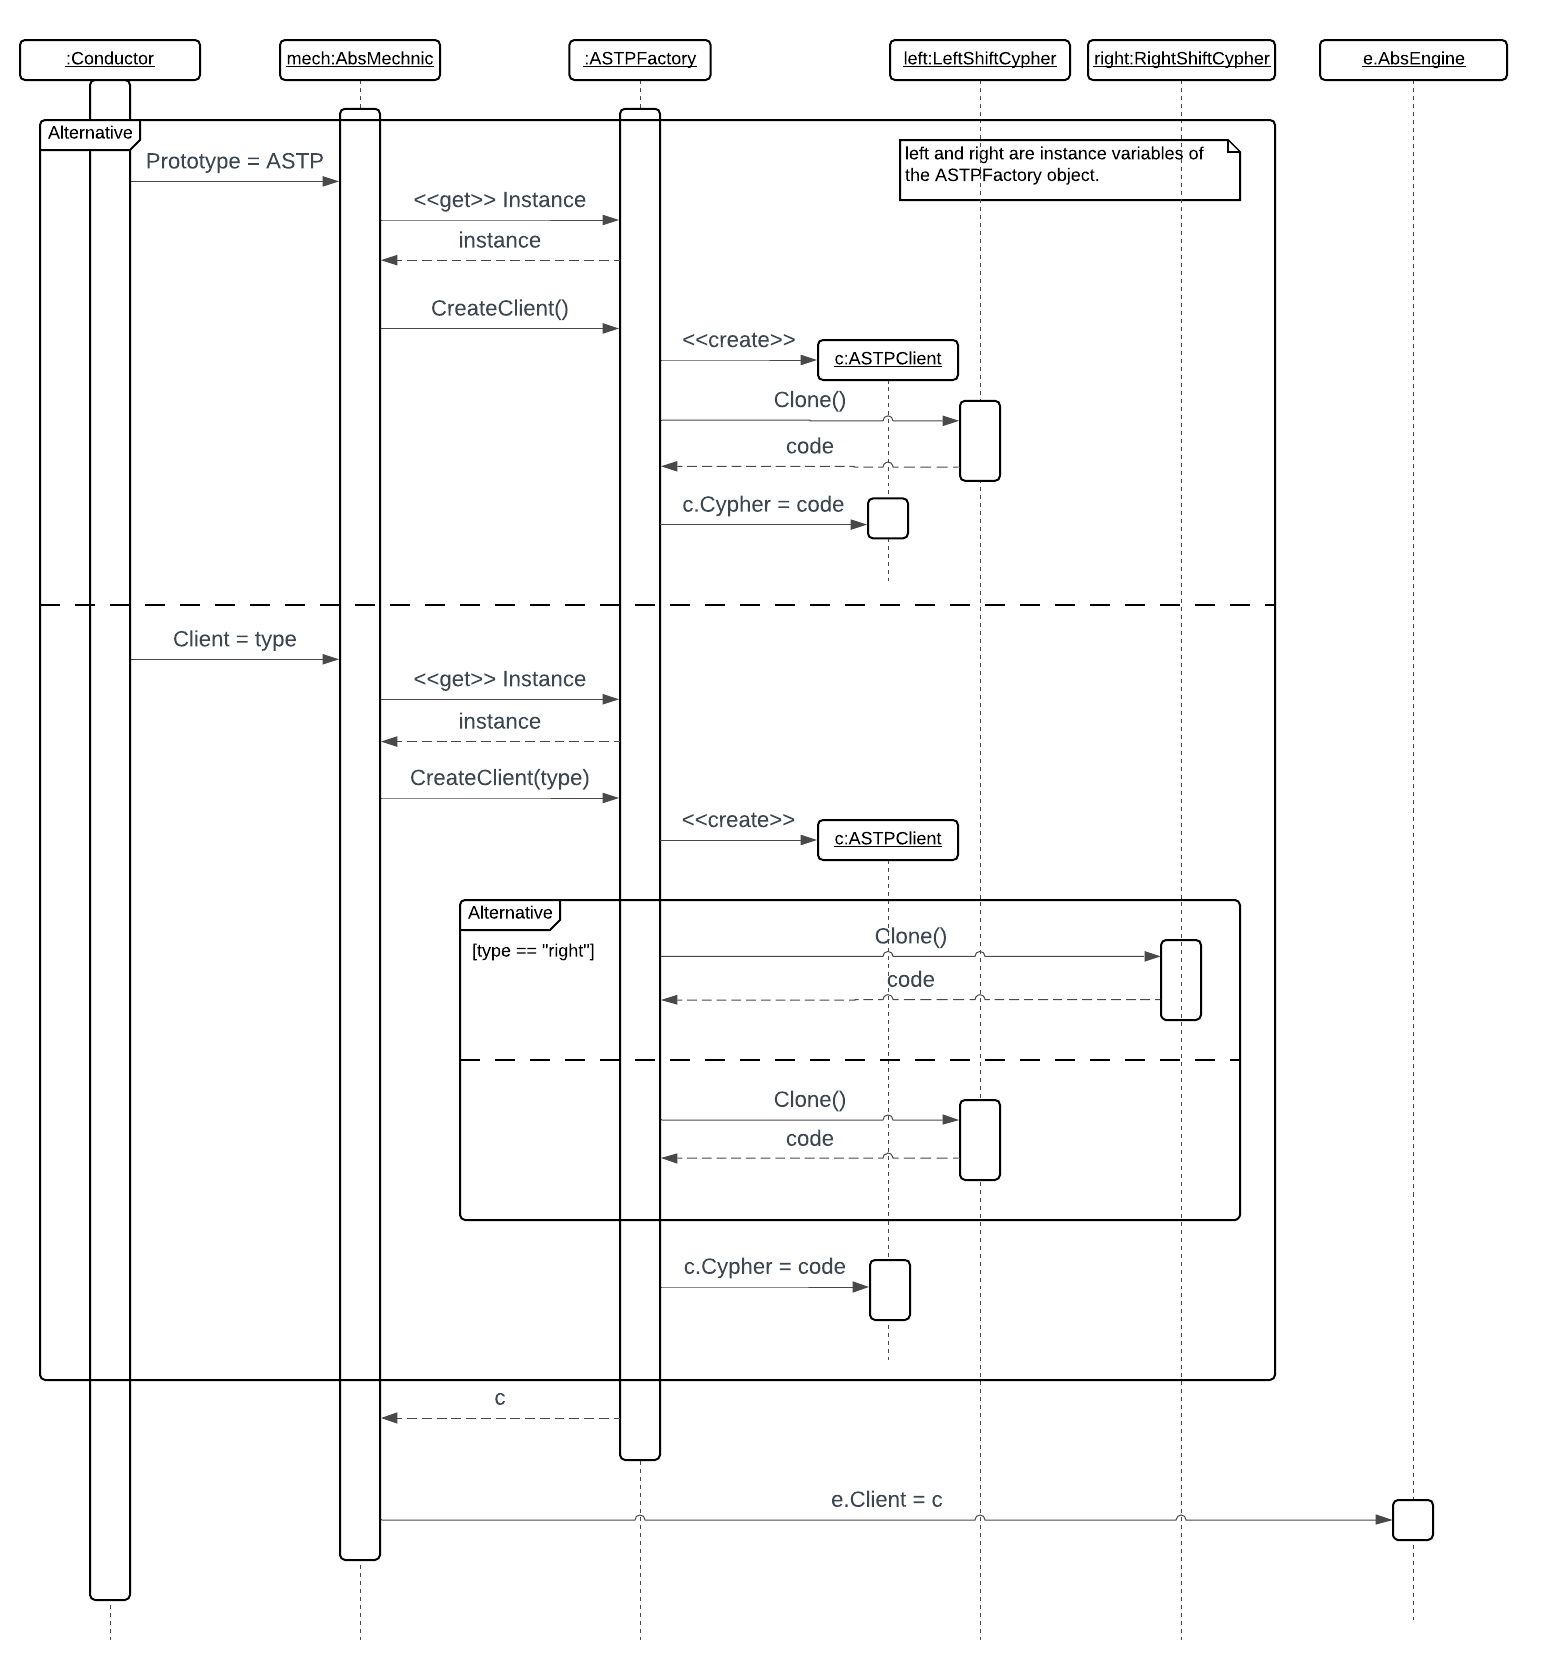 :Conductor
mech:AbsMechnic
:ASTPFactory
left:LeftShiftCypher
right:RightShiftCypher
e.AbsEngine
Alternative
left and right are instance variables of
the ASTPFactory object.
Prototype = ASTP
<<get>> Instance
instance
CreateClient()
<<create>>
c:ASTPClient
Clone()
code
c.Cypher = code
Client = type
<<get>> Instance
instance
CreateClient(type)
<<create>>
c:ASTPClient
Alternative
[type == "right"]
Clone()
code
Clone()
code
c.Cypher = code
c
e.Client = c